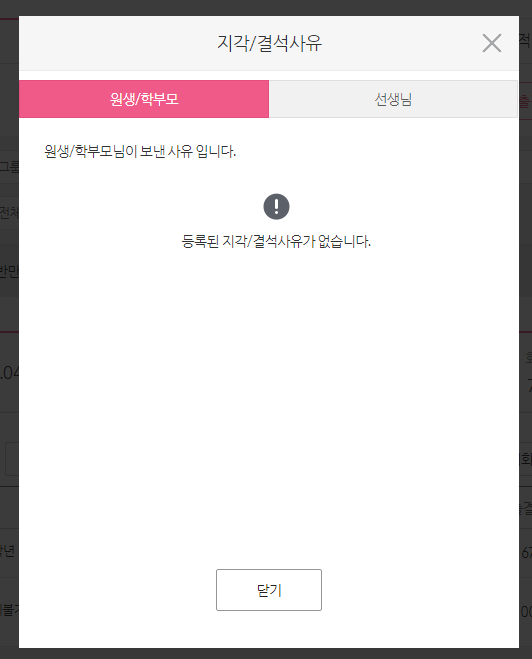 지각/결석사유
원생/학부모
선생님
원생/학부모님이 보낸 사유 입니다.
등록된 지각/결석사유가 없습니다.
닫기